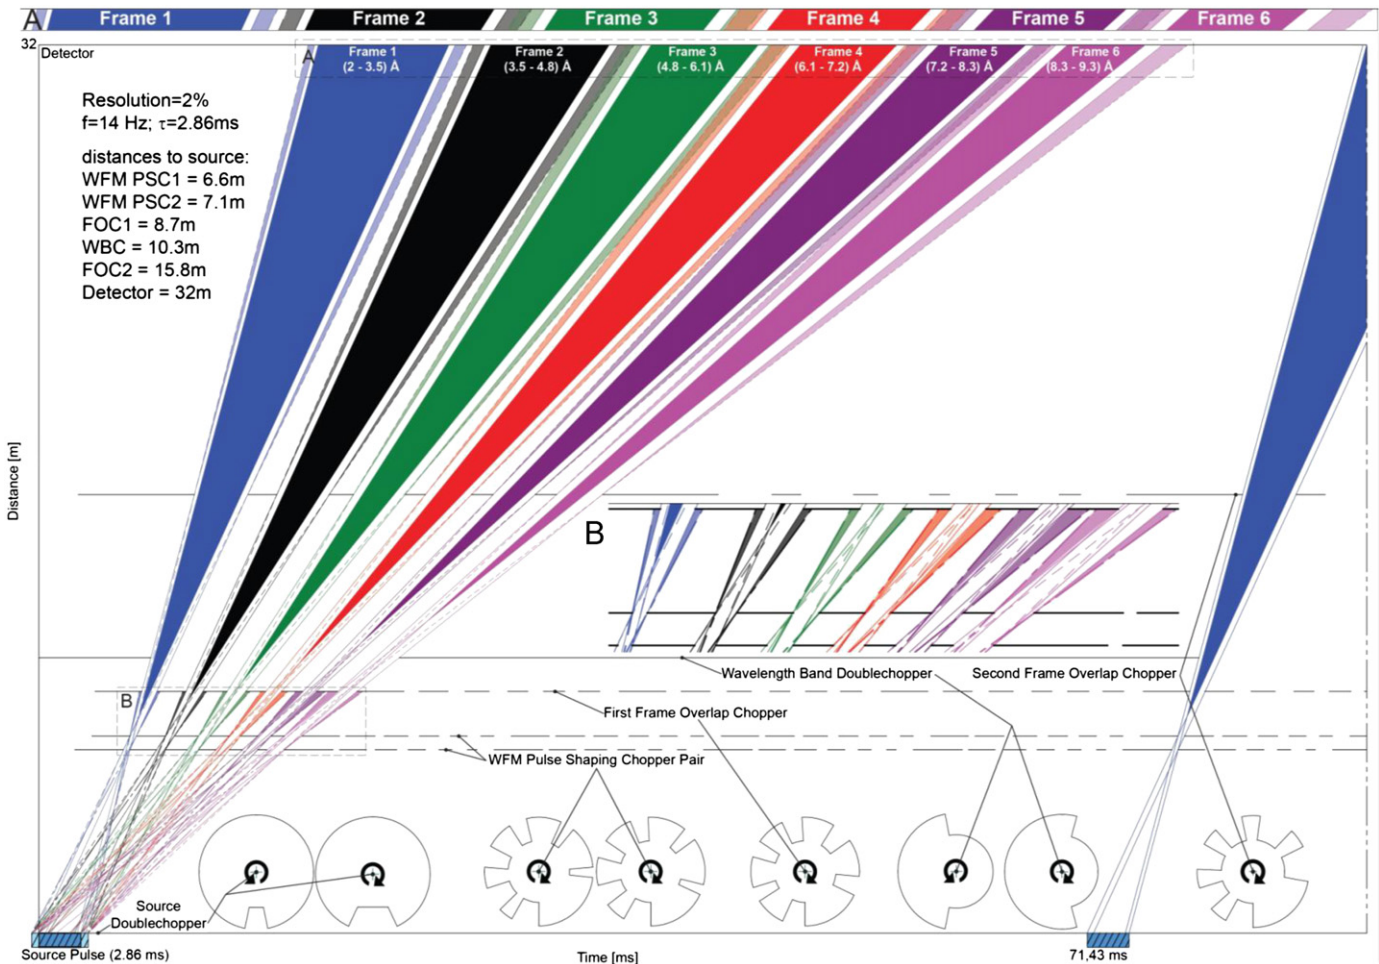 A
Frame 1
Frame 2
Frame 3
Frame 4
Frame 5
Frame 6
32
Detector
A
Frame 1
(2 - 3.5) Å
Frame 2
(3.5 - 4.8) Å
Frame 3
(4.8 - 6.1) Å
Frame 4
(6.1 - 7.2) Å
Frame 5
(7.2 - 8.3) Å
Frame 6
(8.3 - 9.3) Å
Resolution=2%
f=14 Hz; τ=2.86ms
distances to source:
WFM PSC1 = 6.6m
WFM PSC2 = 7.1m
FOC1 = 8.7m
WBC = 10.3m
FOC2 = 15.8m
Detector = 32m
Distance [m]
B
B
Wavelength Band Doublechopper
Second Frame Overlap Chopper
First Frame Overlap Chopper
WFM Pulse Shaping Chopper Pair
Source
Doublechopper
Source Pulse (2.86 ms)
Time [ms]
71,43 ms